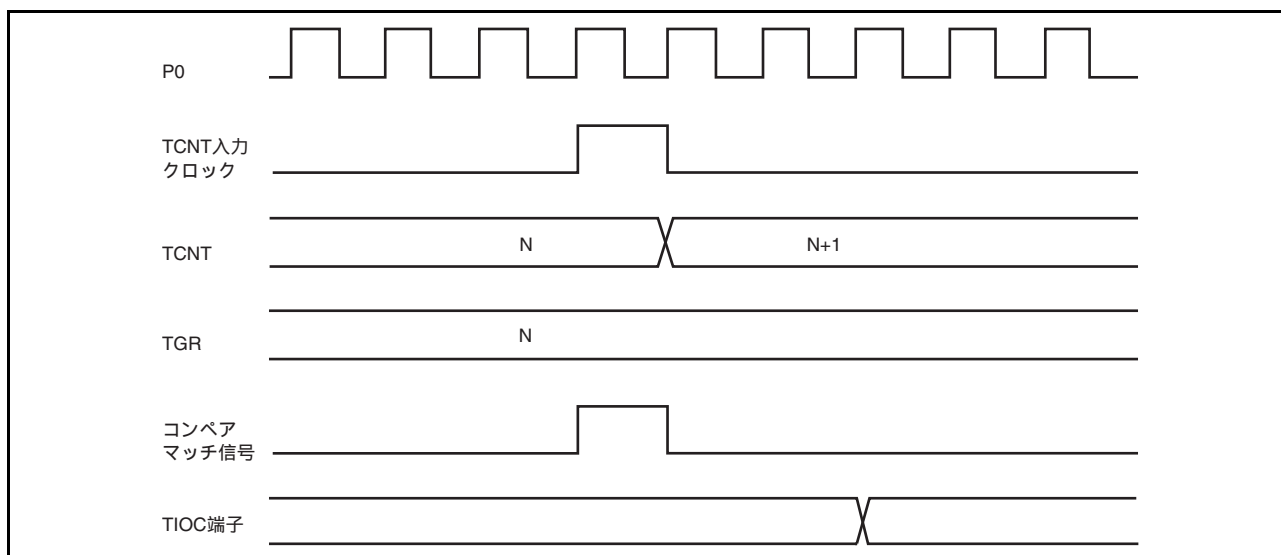 P0
TCNT入力
クロック
TCNT
N
N+1
TGR
N
コンペア
マッチ信号
TIOC端子